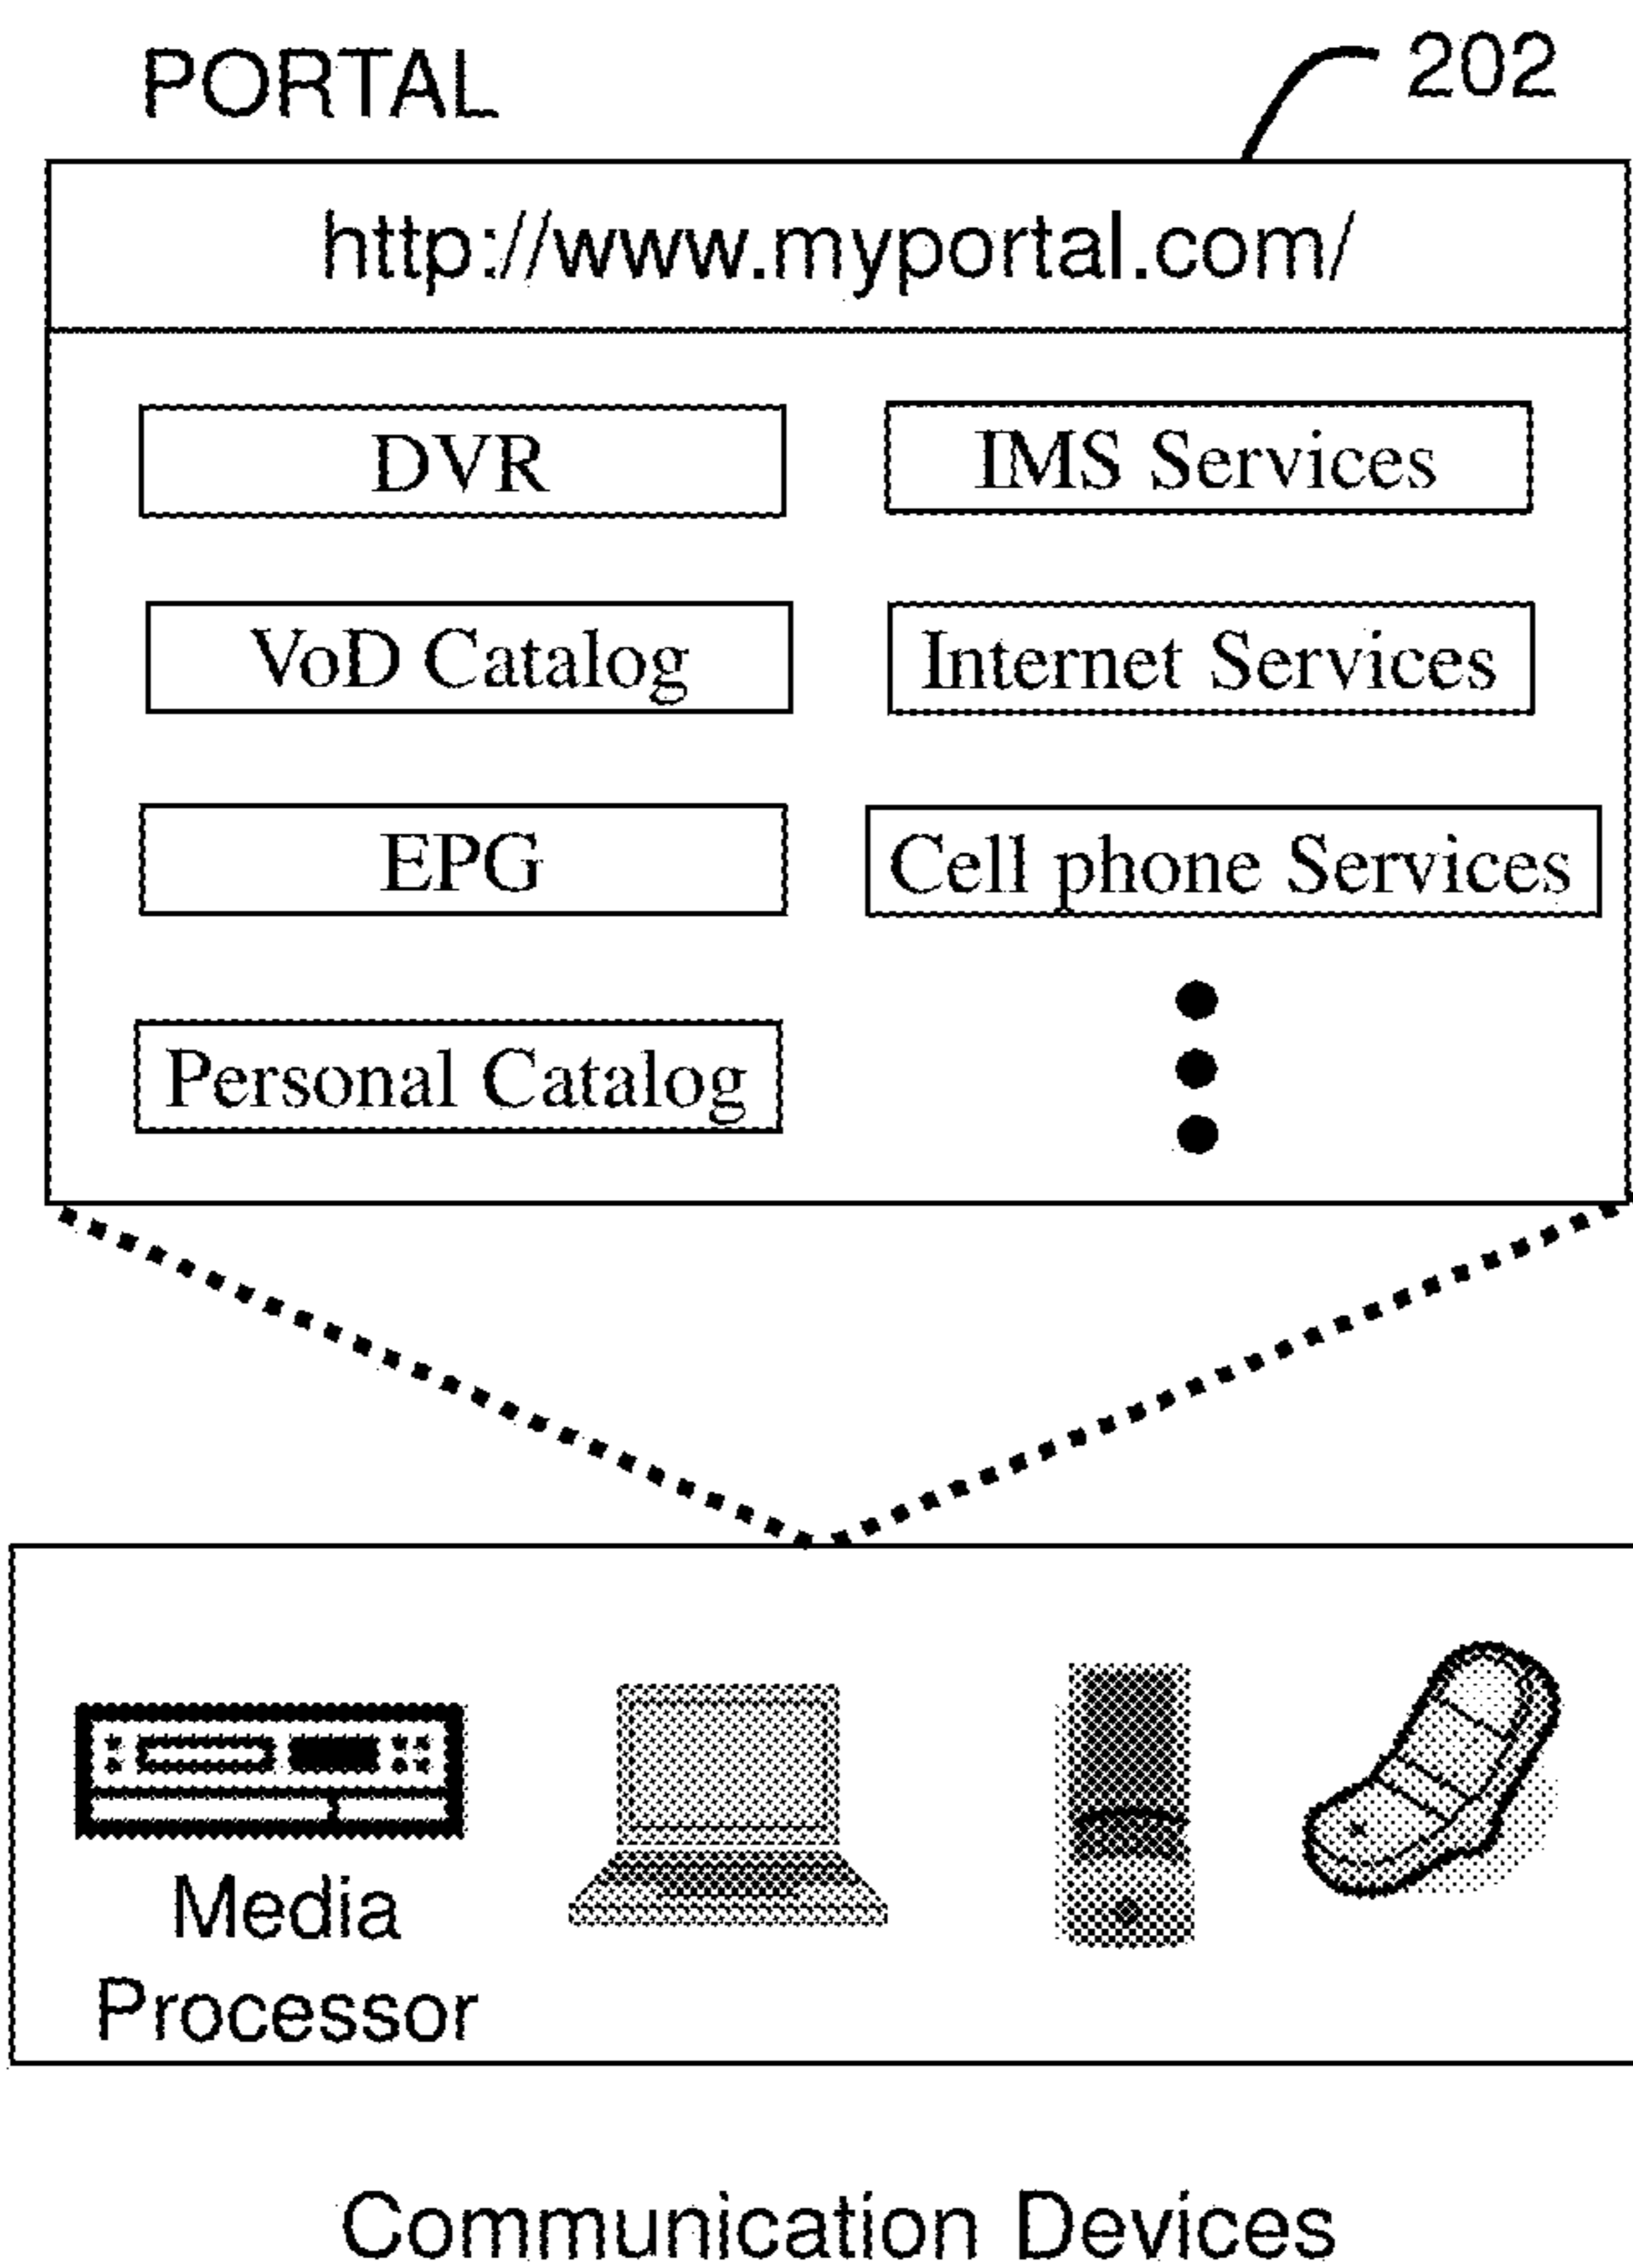 PORTAL
202
http://www.myportal.com/
DVR
IMS Services
VoD Catalog
Internet Services
EPG
Cell phone Services
Personal Catalog
Media
Processor
Communication Devices